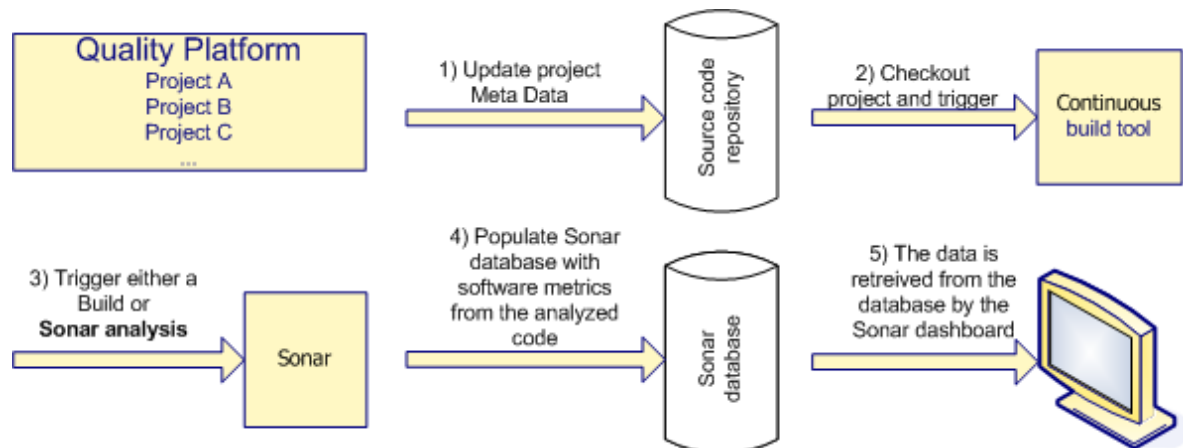 Quality Platform
Project A
Project B
Project C
...
1) Update project
Meta Data
Source code
repository
2) Checkout
project and trigger
Continuous
build tool
3) Trigger either a
Build or
Sonar analysis
Sonar
4) Populate Sonar
database with
software metrics
from the analyzed
code
Sonar
database
5) The data is
retreived from the
database by the
Sonar dashboard